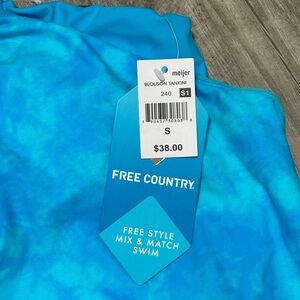 meijer
BLOUSON TANKINI
240 S1
S
$38.00
FREE COUNTRY
FREE STYLE
MIX & MATCH
SWIM